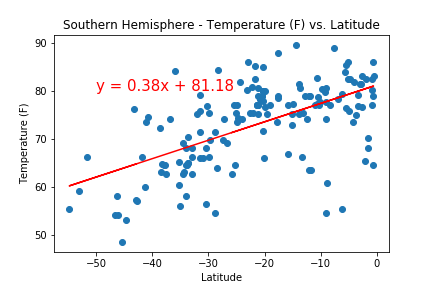 Southern Hemisphere - Temperature (F) vs. Latitude
90
80
70
60
50
Temperature (F)
y = 0.38x + 81.18
−50
−40
−30
−20
−10
0
Latitude